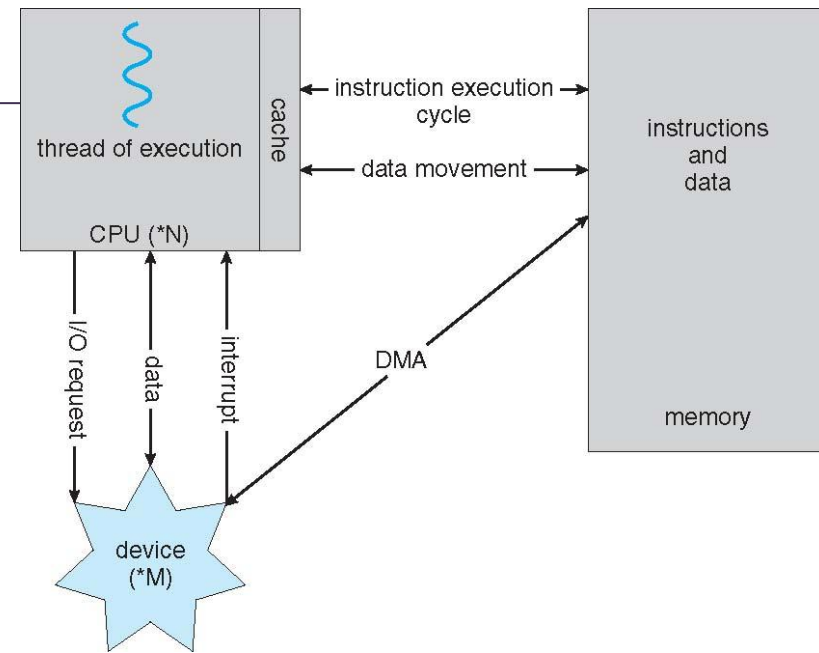 thread of execution
cache
CPU (*N)
instruction execution
cycle
data movement
instructions
and
data
memory
I/O request
data
interrupt
DMA
device
(*M)